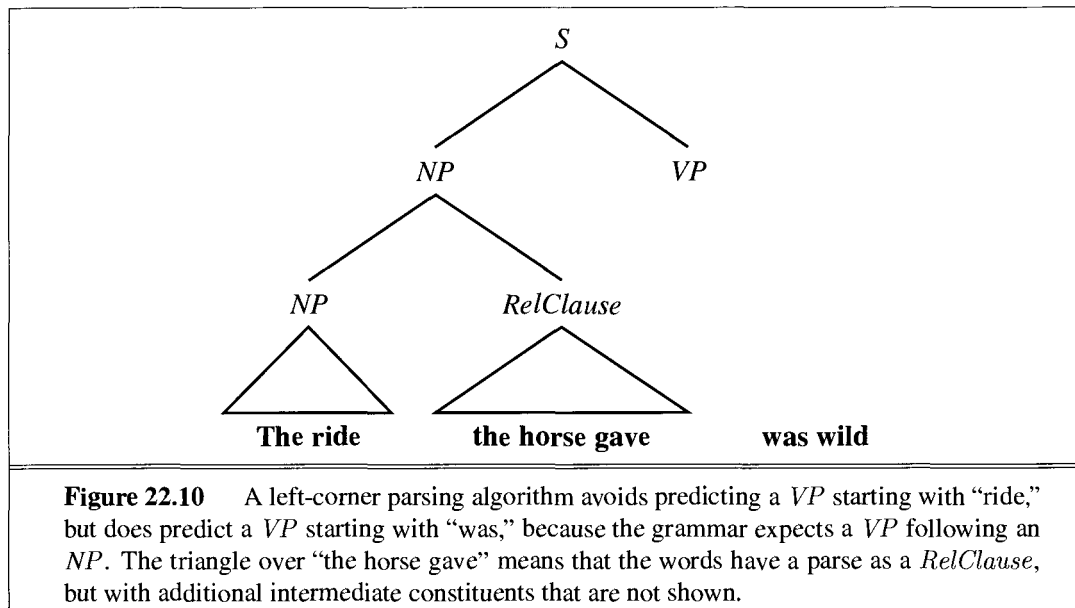 S
NP VP
NP RelClause
The ride the horse gave was wild
Figure 22.10 A left-corner parsing algorithm avoids predicting a VP starting with “ride,”
but does predict a VP starting with “was,” because the grammar expects a VP following an
NP. The triangle over “the horse gave” means that the words have a parse as a RelClause,
but with additional intermediate constituents that are not shown.